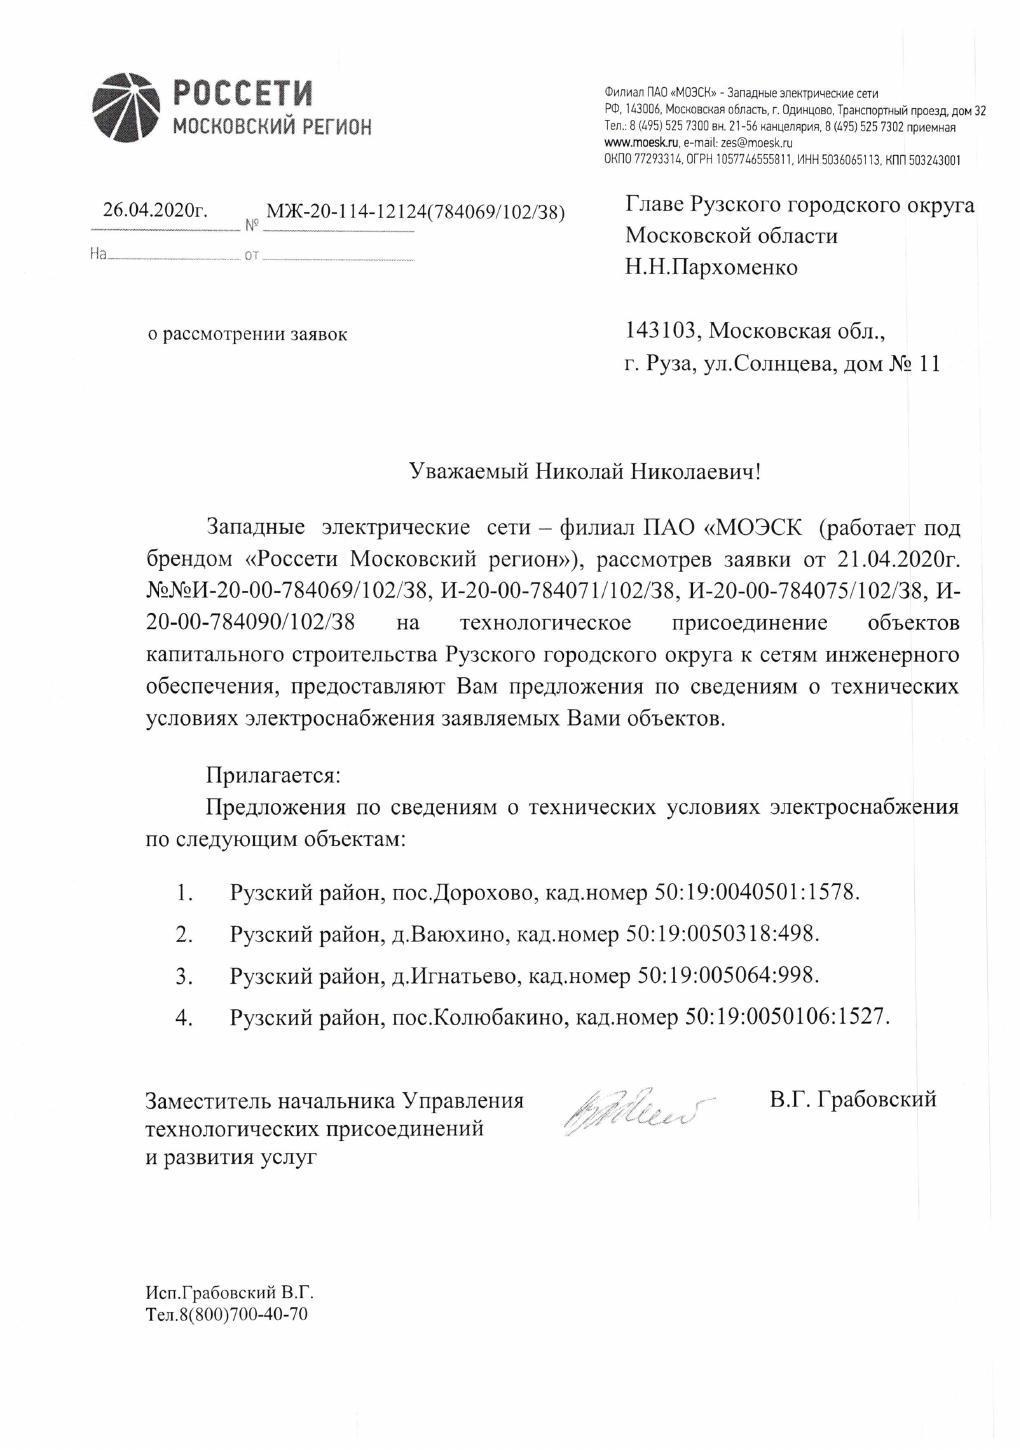 РОССЕТИ
МОСКОВСКИЙ РЕГИОН
Филиал ПАО «МОЭСК» - Западные электрические сети
РФ, 143006, Московская область, г. Одинцово, Транспортный проезд, дом 32
Тел.: 8 (495) 525 7300 вн. 21-56 канцелярия, 8 (495) 525 7302 приемная
www.moesk.ru, e-mail: zes@moesk.ru
ОКПО 77293314, ОГРН 1057746555811, ИНН 5036065113, КПП 503243001
26.04.2020г. № МЖ-20-114-12124(784069/102/38)
На от
Главе Рузского городского округа
Московской области
Н.Н.Пархоменко
о рассмотрении заявок
143103, Московская обл.,
г. Руза, ул.Солнцева, дом № 11
Уважаемый Николай Николаевич!
Западные электрические сети – филиал ПАО «МОЭСК (работает под
брендом «Россети Московский регион»), рассмотрев заявки от 21.04.2020г.
№№И-20-00-784069/102/38, И-20-00-784071/102/38, И-20-00-784075/102/38, И-
20-00-784090/102/38 на технологическое присоединение объектов
капитального строительства Рузского городского округа к сетям инженерного
обеспечения, предоставляют Вам предложения по сведениям о технических
условиях электроснабжения заявляемых Вами объектов.
Прилагается:
Предложения по сведениям о технических условиях электроснабжения
по следующим объектам:
1. Рузский район, пос.Дорохово, кад.номер 50:19:0040501:1578.
2. Рузский район, д.Ваюхино, кад.номер 50:19:0050318:498.
3. Рузский район, д.Игнатьево, кад.номер 50:19:005064:998.
4. Рузский район, пос.Колюбакино, кад.номер 50:19:0050106:1527.
Заместитель начальника Управления
технологических присоединений
и развития услуг
В.Г. Грабовский
Исп.Грабовский В.Г.
Тел.8(800)700-40-70